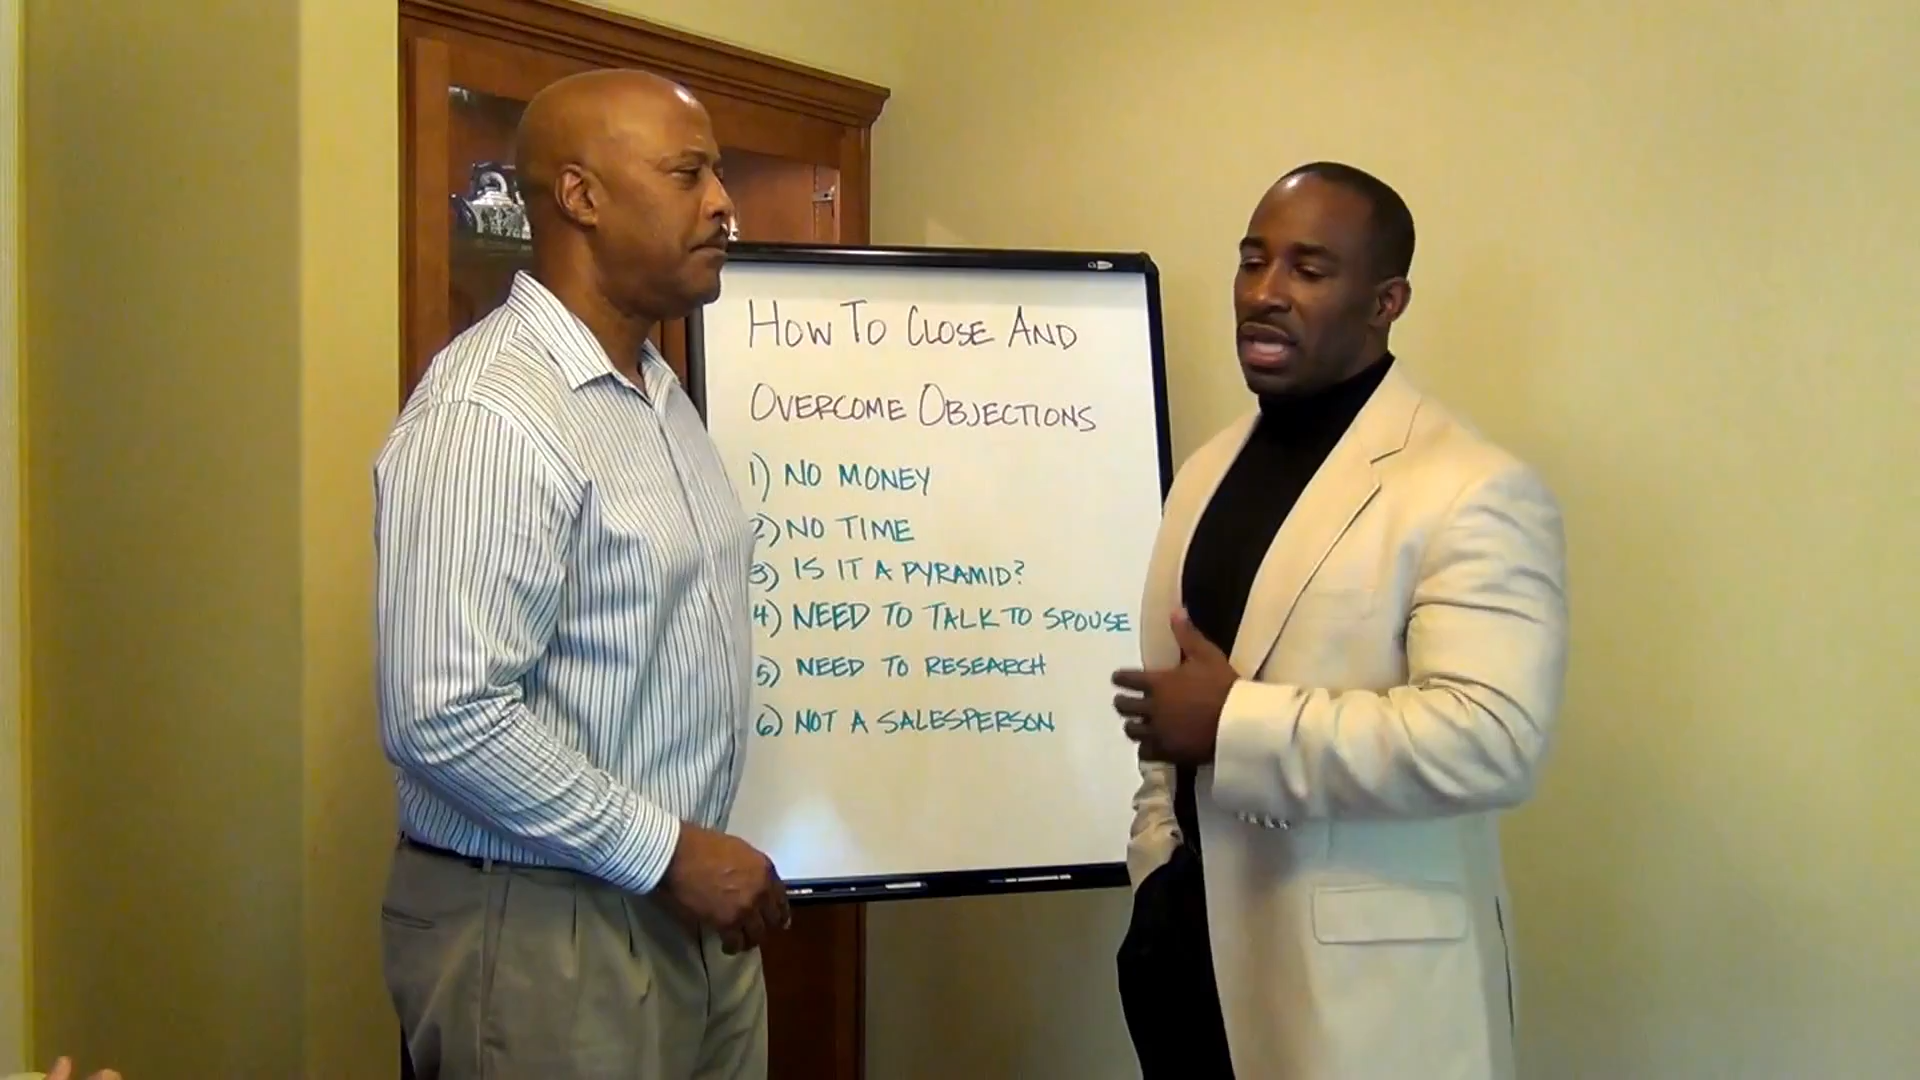 How To Close And
Overcome Objections
1) NO MONEY
2) NO TIME
3) IS IT A PYRAMID?
4) NEED TO TALK TO SPOUSE
5) NEED TO RESEARCH
6) NOT A SALESPERSON